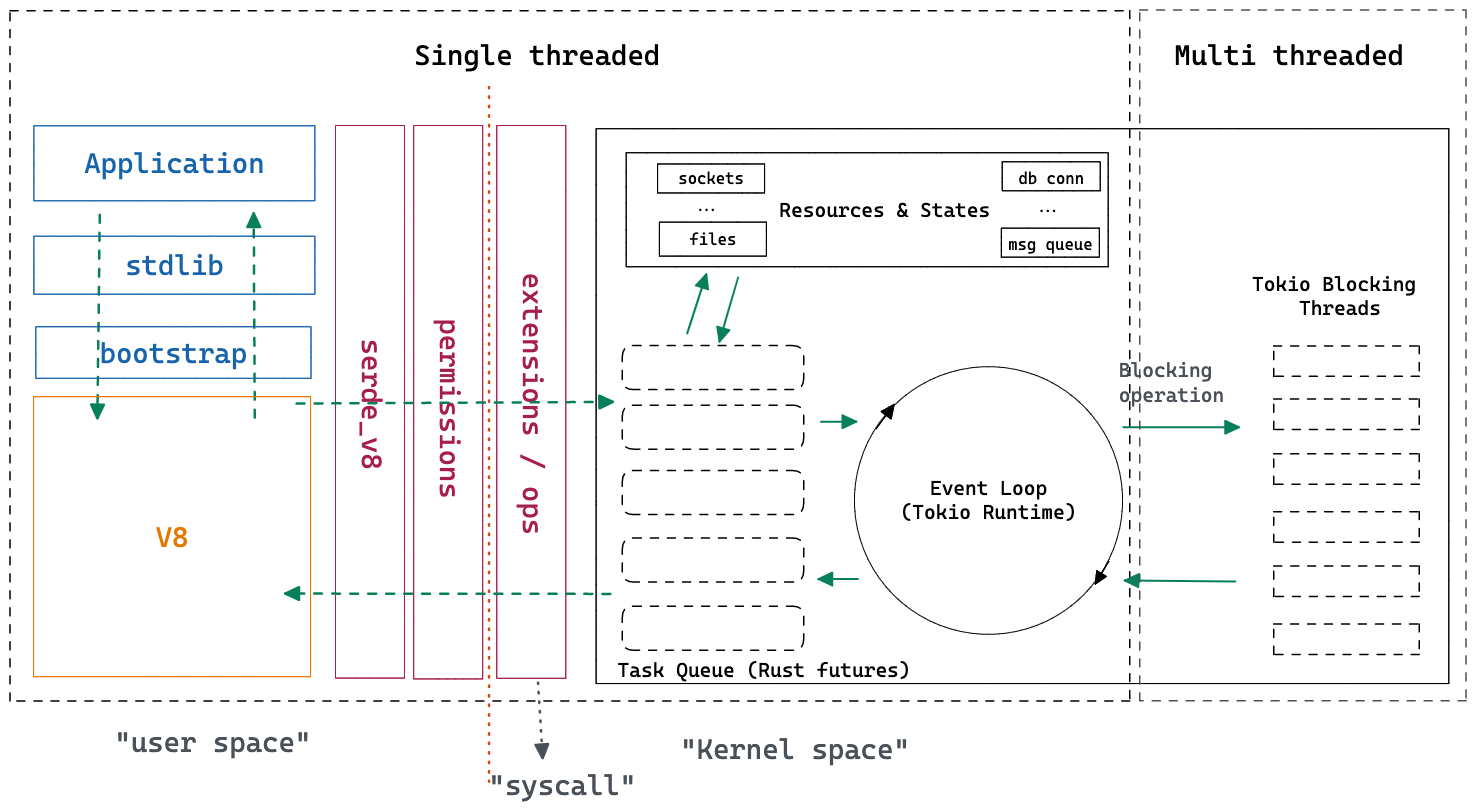 Single threaded
Multi threaded
Application
stdlib
bootstrap
V8
serde_v8
permissions
extensions / ops
sockets
...
files
Resources & States
db conn
...
msg queue
Tokio Blocking
Threads
Blocking
operation
Event Loop
(Tokio Runtime)
Task Queue (Rust futures)
"user space"
"Kernel space"
"syscall"